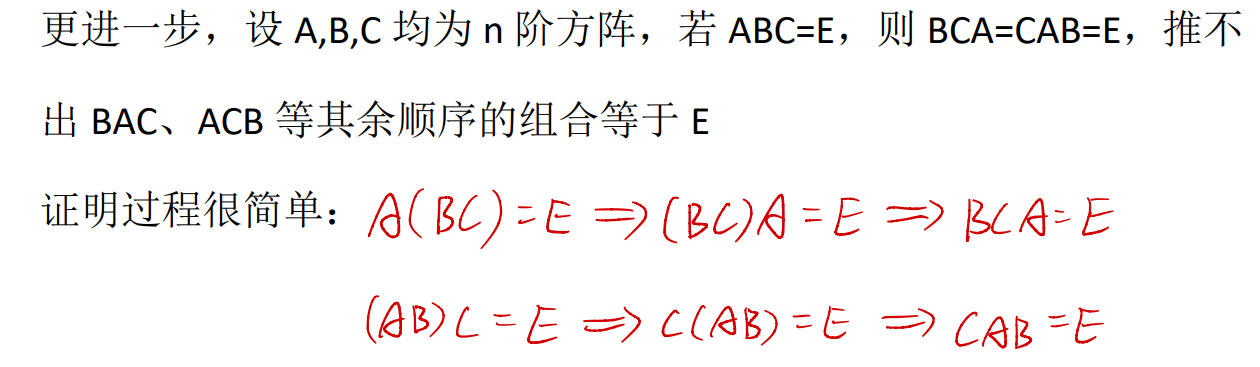 更进一步，设 A,B,C 均为 n 阶方阵，若 ABC=E，则 BCA=CAB=E，推不
出 BAC、ACB 等其余顺序的组合等于 E
证明过程很简单：A(BC)=E ⇒ (BC)A=E ⇒ BCA=E
(AB)C=E ⇒ C(AB)=E ⇒ CAB=E